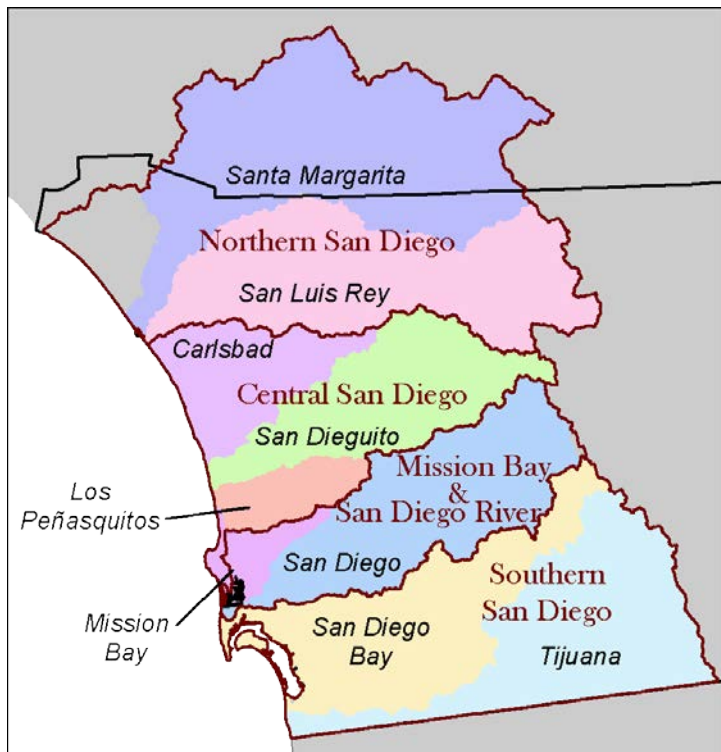 Santa Margarita
Northern San Diego
San Luis Rey
Carlsbad
Central San Diego
San Dieguito
Mission Bay
&
San Diego River
Los
Peñasquitos
San Diego
Mission
Bay
Southern
San Diego
San Diego
Bay
Tijuana